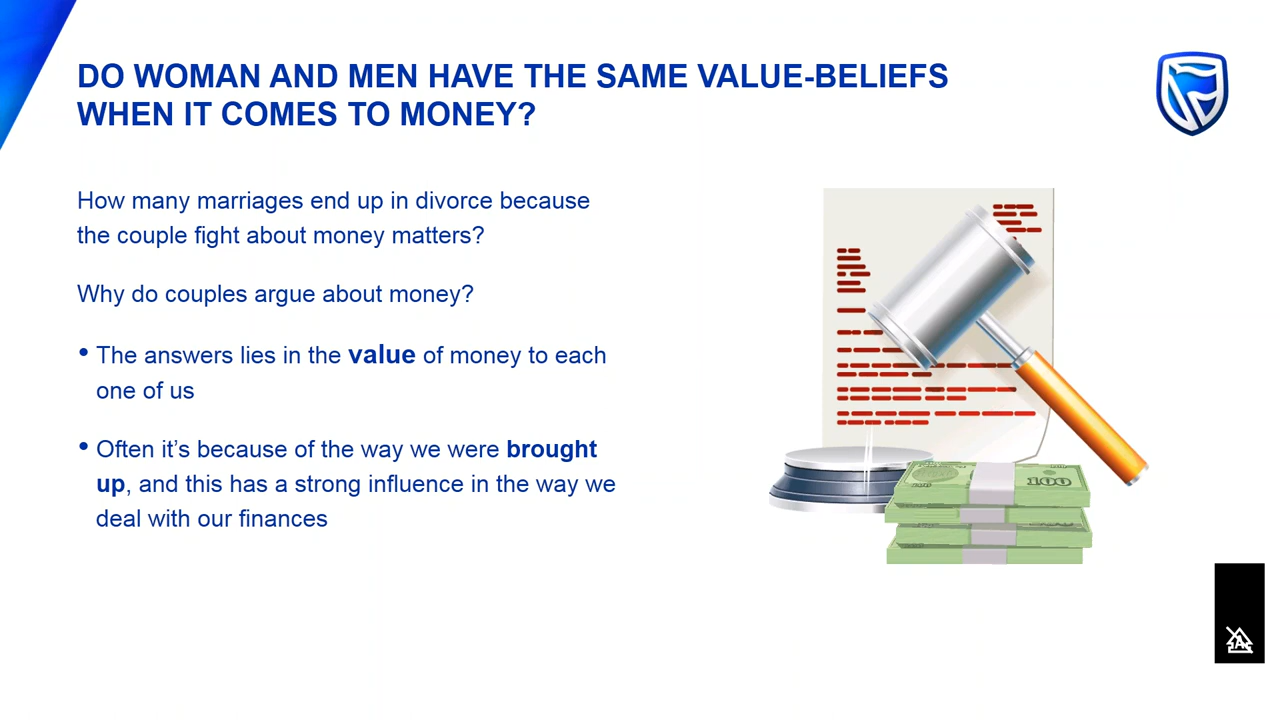 DO WOMAN AND MEN HAVE THE SAME VALUE-BELIEFS
WHEN IT COMES TO MONEY?
How many marriages end up in divorce because
the couple fight about money matters?
Why do couples argue about money?
• The answers lies in the value of money to each
one of us
• Often it’s because of the way we were brought
up, and this has a strong influence in the way we
deal with our finances
100